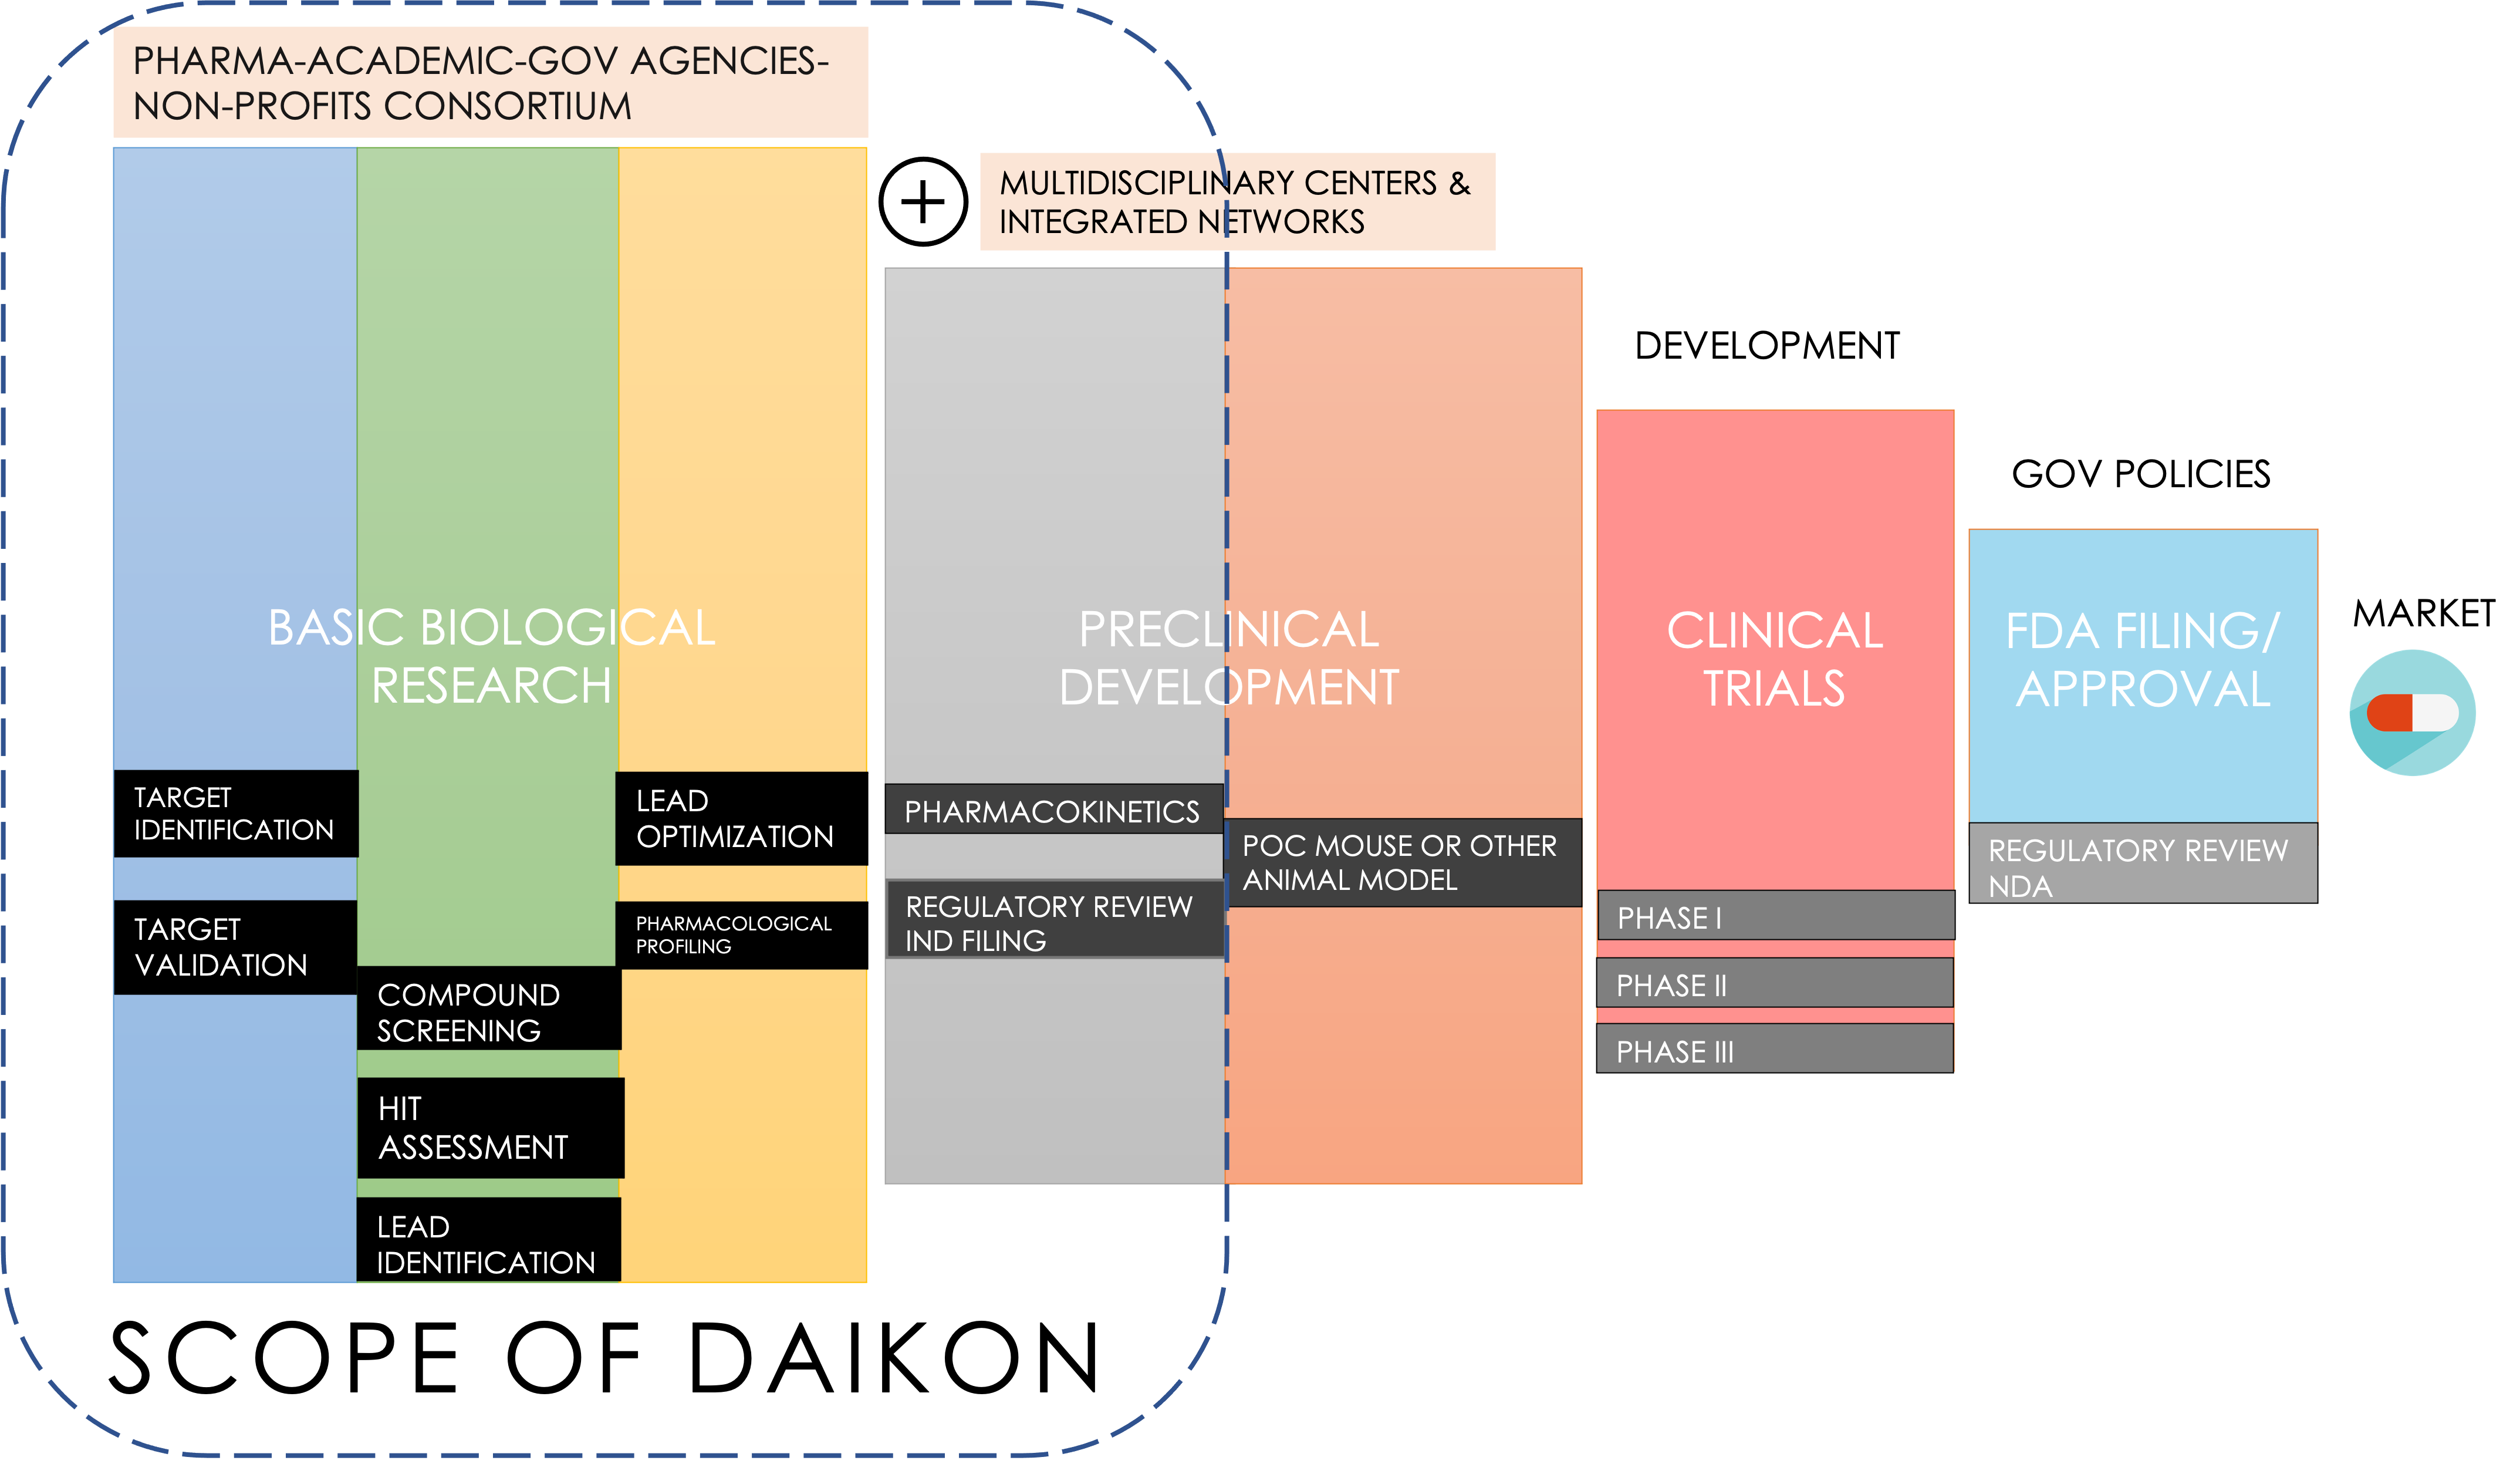 PHARMA-ACADEMIC-GOV AGENCIES-
NON-PROFITS CONSORTIUM
MULTIDISCIPLINARY CENTERS &
INTEGRATED NETWORKS
DEVELOPMENT
GOV POLICIES
MARKET
BASIC BIOLOGICAL
RESEARCH
PRECLINICAL
DEVELOPMENT
CLINICAL
TRIALS
FDA FILING/
APPROVAL
TARGET
IDENTIFICATION
TARGET
VALIDATION
COMPOUND
SCREENING
HIT
ASSESSMENT
LEAD
IDENTIFICATION
LEAD
OPTIMIZATION
PHARMACOLOGICAL
PROFILING
PHARMACOKINETICS
REGULATORY REVIEW
IND FILING
POC MOUSE OR OTHER
ANIMAL MODEL
PHASE I
PHASE II
PHASE III
REGULATORY REVIEW
NDA
SCOPE OF DAIKON